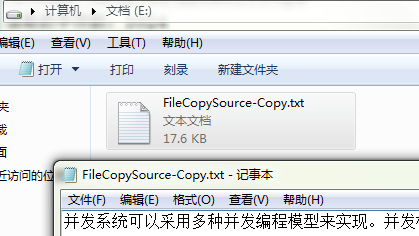 计算机 ▸ 文档 (E:) ▸
编辑(E) 查看(V) 工具(T) 帮助(H)
打开 打印 刻录 新建文件夹
夹
FileCopySource-Copy.txt
文本文档
17.6 KB
面
近访问的位
FileCopySource-Copy.txt - 记事本
文件(F) 编辑(E) 格式(O) 查看(V) 帮助(H)
并发系统可以采用多种并发编程模型来实现。并发